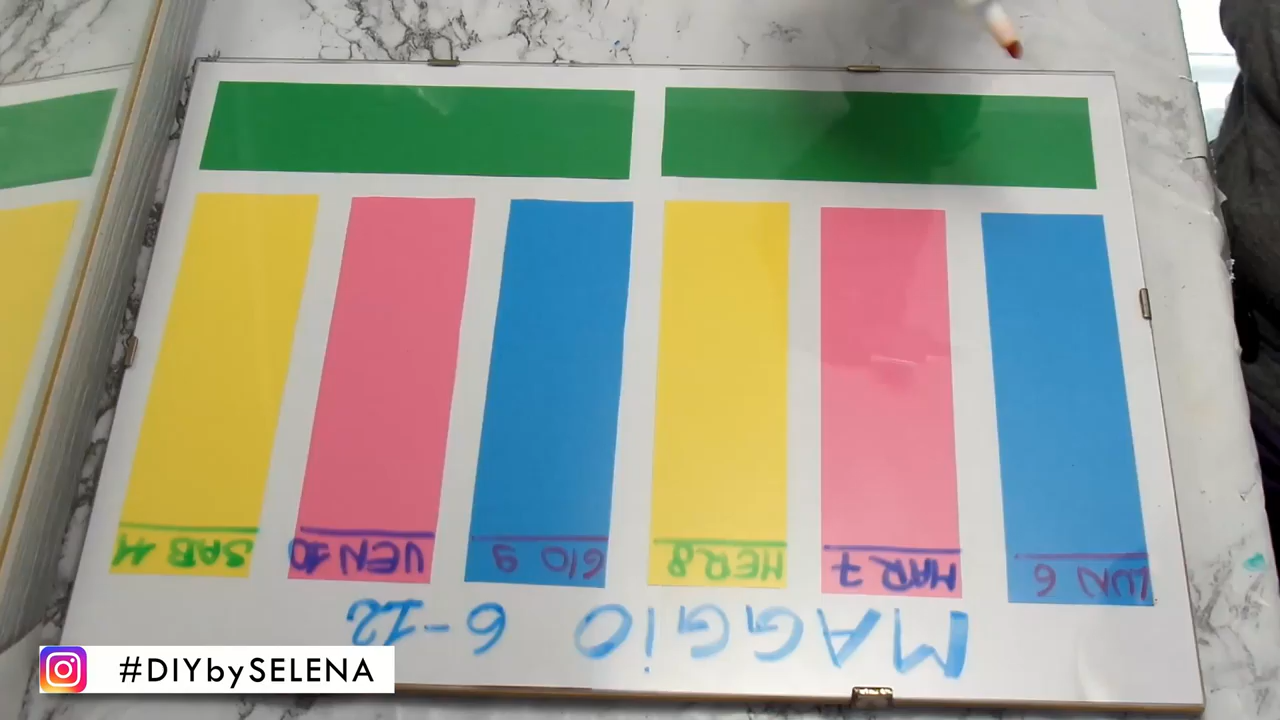 MAGGIO 6-12
LUN 6
MAR 7
MER 8
GIO 9
VEN 10
SAB 11
#DIYbySELENA